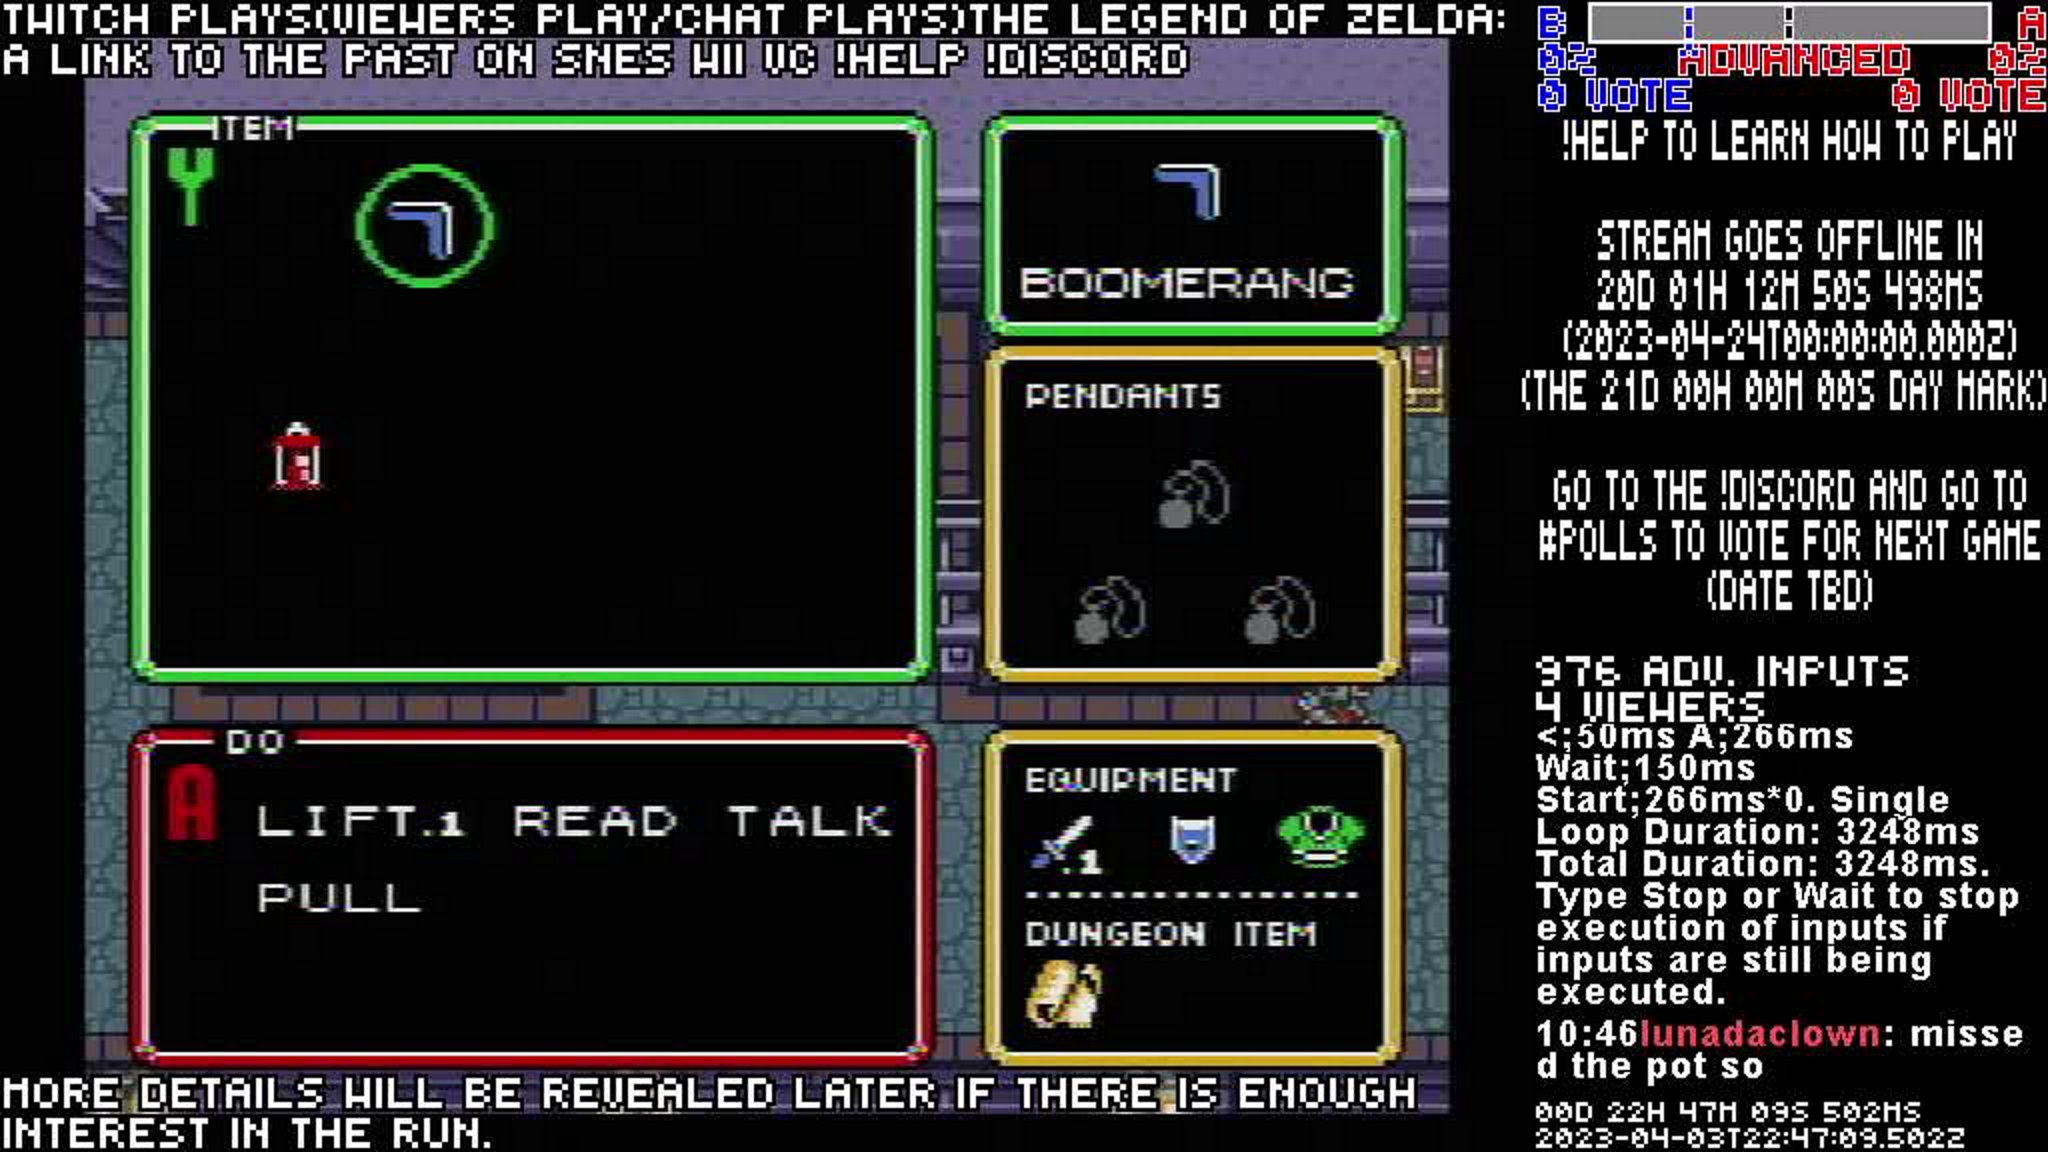 TWITCH PLAYS(VIEWERS PLAY/CHAT PLAYS)THE LEGEND OF ZELDA:
A LINK TO THE PAST ON SNES WII VC !HELP !DISCORD
ITEM
Y
BOOMERANG
PENDANTS
DO
A
LIFT.1 READ TALK
PULL
EQUIPMENT
.1
DUNGEON ITEM
MORE DETAILS WILL BE REVEALED LATER IF THERE IS ENOUGH
INTEREST IN THE RUN.
B A
0% ADVANCED 0%
0 VOTE 0 VOTE
!HELP TO LEARN HOW TO PLAY
STREAM GOES OFFLINE IN
20D 01H 12M 50S 498MS
(2023-04-24T00:00:00.000Z)
(THE 21D 00H 00M 00S DAY MARK)
GO TO THE !DISCORD AND GO TO
#POLLS TO VOTE FOR NEXT GAME
(DATE TBD)
976 ADV. INPUTS
4 VIEWERS
<;50ms A;266ms
Wait;150ms
Start;266ms*0. Single
Loop Duration: 3248ms
Total Duration: 3248ms.
Type Stop or Wait to stop
execution of inputs if
inputs are still being
executed.
10:46lunadaclown: misse
d the pot so
00D 22H 47M 09S 502MS
2023-04-03T22:47:09.502Z